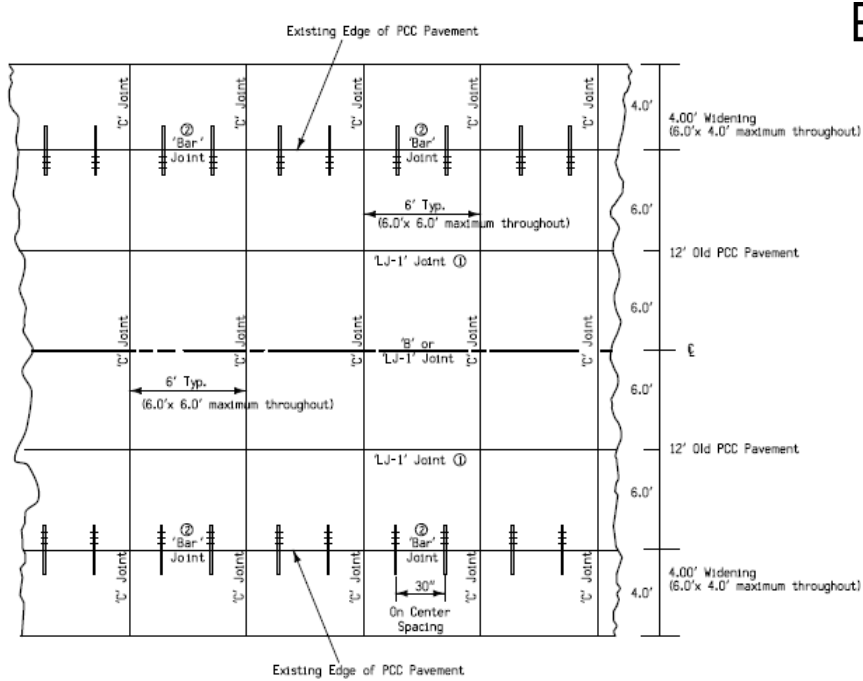 E
Existing Edge of PCC Pavement
'C' Joint
'C' Joint
'C' Joint
'C' Joint
'C' Joint
4.0'
4.00' Widening
(6.0'x 4.0' maximum throughout)
②
'Bar'
Joint
②
'Bar'
Joint
6' Typ.
(6.0'x 6.0' maximum throughout)
6.0'
'LJ-1' Joint ①
12' Old PCC Pavement
6.0'
'C' Joint
'C' Joint
'B' or
'LJ-1' Joint
'C' Joint
'C' Joint
'C' Joint
℄
6' Typ.
(6.0'x 6.0' maximum throughout)
6.0'
'LJ-1' Joint ①
12' Old PCC Pavement
6.0'
②
'Bar'
Joint
②
'Bar'
Joint
'C' Joint
'C' Joint
'C' Joint
'C' Joint
'C' Joint
30"
On Center
Spacing
4.0'
4.00' Widening
(6.0'x 4.0' maximum throughout)
Existing Edge of PCC Pavement